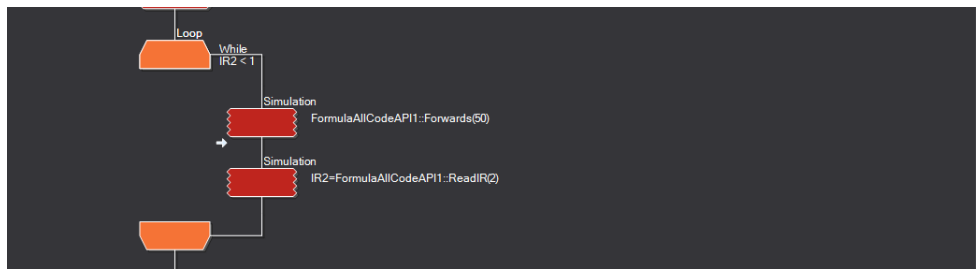 Loop
While
IR2 < 1
Simulation
FormulaAllCodeAPI1::Forwards(50)
Simulation
IR2=FormulaAllCodeAPI1::ReadIR(2)